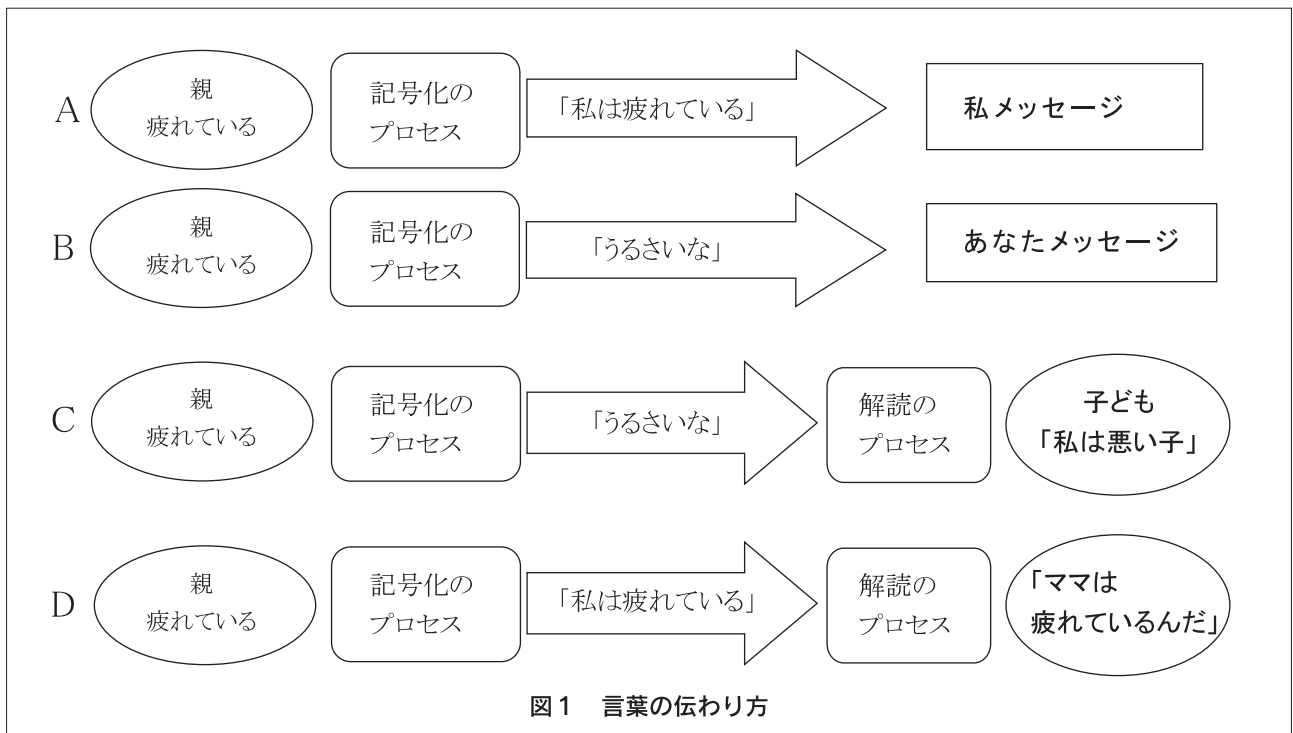 A
親
疲れている
記号化の
プロセス
「私は疲れている」
私メッセージ
B
親
疲れている
記号化の
プロセス
「うるさいな」
あなたメッセージ
C
親
疲れている
記号化の
プロセス
「うるさいな」
解読の
プロセス
子ども
「私は悪い子」
D
親
疲れている
記号化の
プロセス
「私は疲れている」
解読の
プロセス
「ママは
疲れているんだ」
図1 言葉の伝わり方